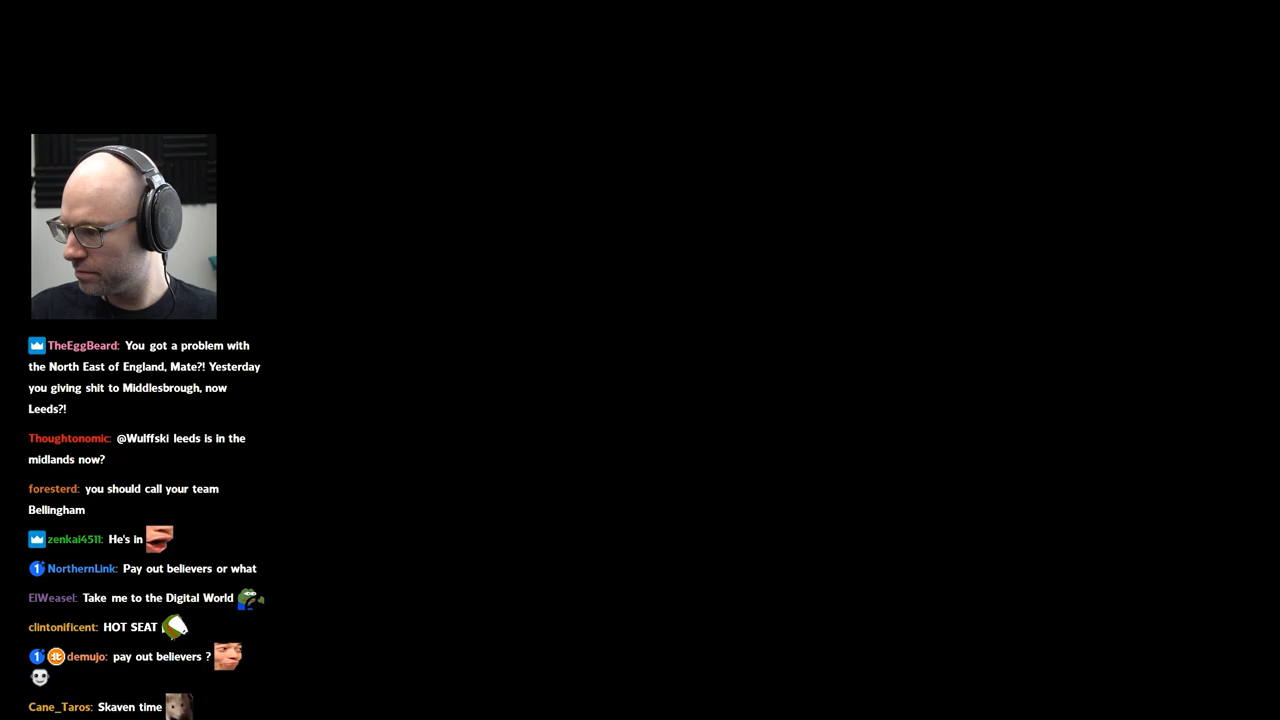 TheEggBeard: You got a problem with
the North East of England, Mate?! Yesterday
you giving shit to Middlesbrough, now
Leeds?!
Thoughtonomic: @Wulffski leeds is in the
midlands now?
foresterd: you should call your team
Bellingham
zenkai4511: He's in
1 NorthernLink: Pay out believers or what
ElWeasel: Take me to the Digital World
clintonificent: HOT SEAT
1 demujo: pay out believers ?
Cane_Taros: Skaven time